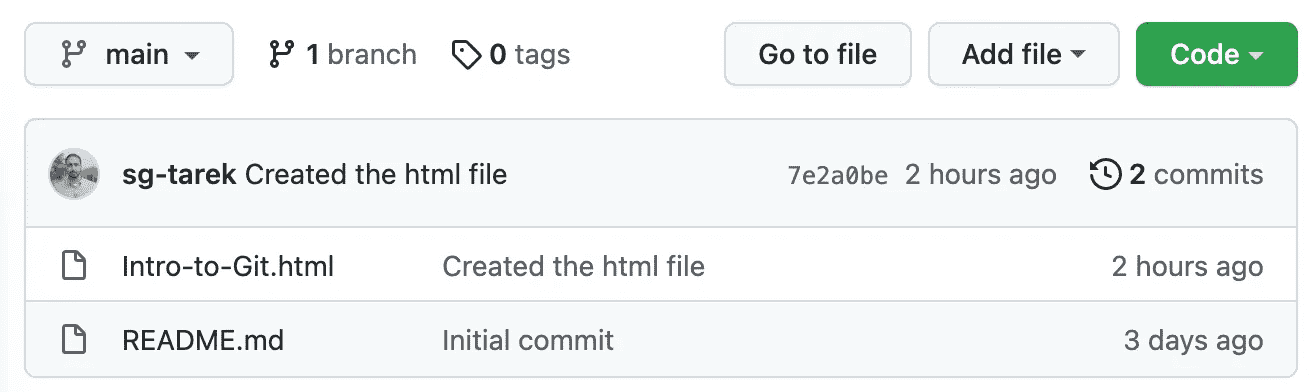 main 1 branch 0 tags Go to file Add file Code
sg-tarek Created the html file 7e2a0be 2 hours ago 2 commits
Intro-to-Git.html Created the html file 2 hours ago
README.md Initial commit 3 days ago